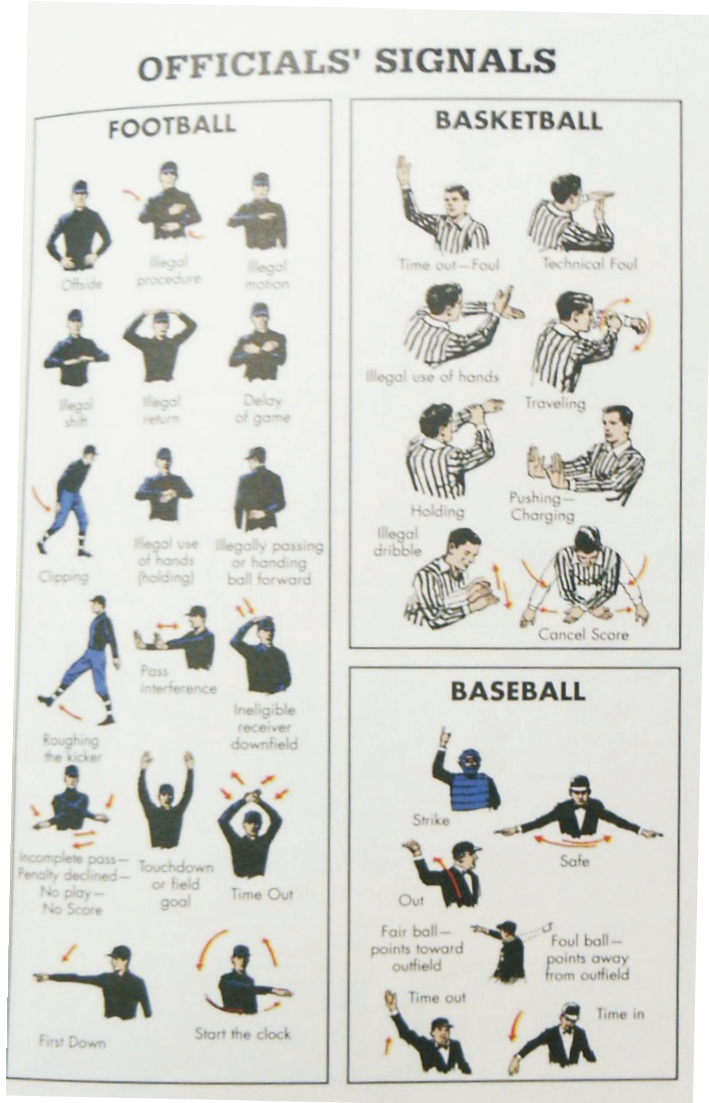 OFFICIALS' SIGNALS
FOOTBALL
Offside
Illegal
procedure
Illegal
motion
Illegal
shift
Illegal
return
Delay
of game
Clipping
Illegal use
of hands
(holding)
Illegally passing
or handing
ball forward
Roughing
the kicker
Pass
interference
Ineligible
receiver
downfield
Incomplete pass—
Penalty declined—
No play—
No Score
Touchdown
or field
goal
Time Out
First Down
Start the clock
BASKETBALL
Time out—Foul
Technical Foul
Illegal use of hands
Traveling
Holding
Pushing—
Charging
Illegal
dribble
Cancel Score
BASEBALL
Strike
Safe
Out
Fair ball—
points toward
outfield
Foul ball—
points away
from outfield
Time out
Time in